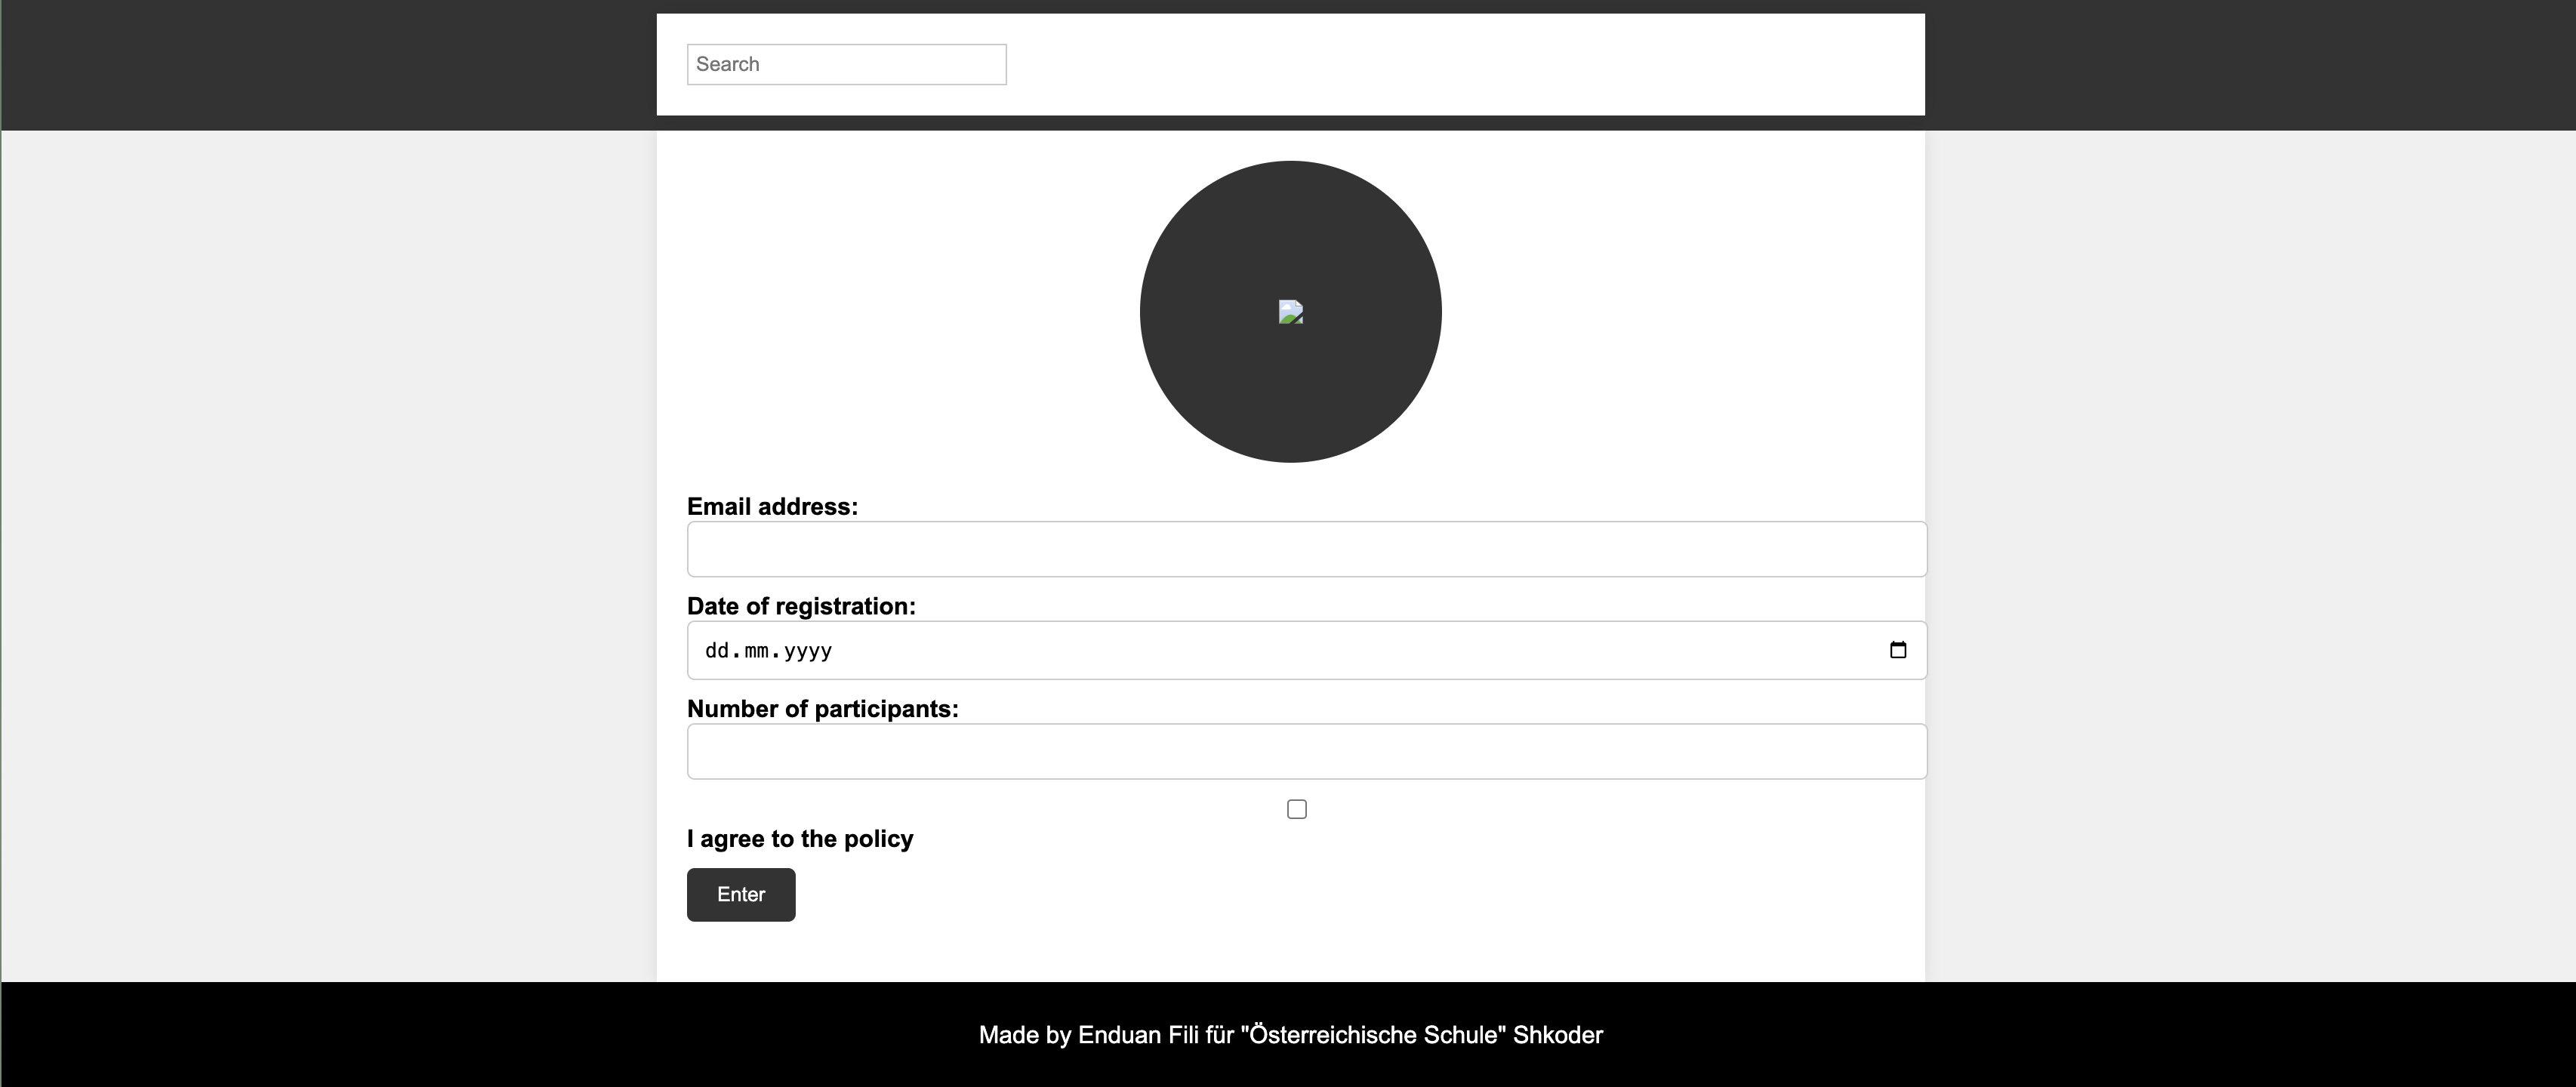 Search
Email address:
Date of registration:
dd.mm.yyyy
Number of participants:
I agree to the policy
Enter
Made by Enduan Fili für "Österreichische Schule" Shkoder